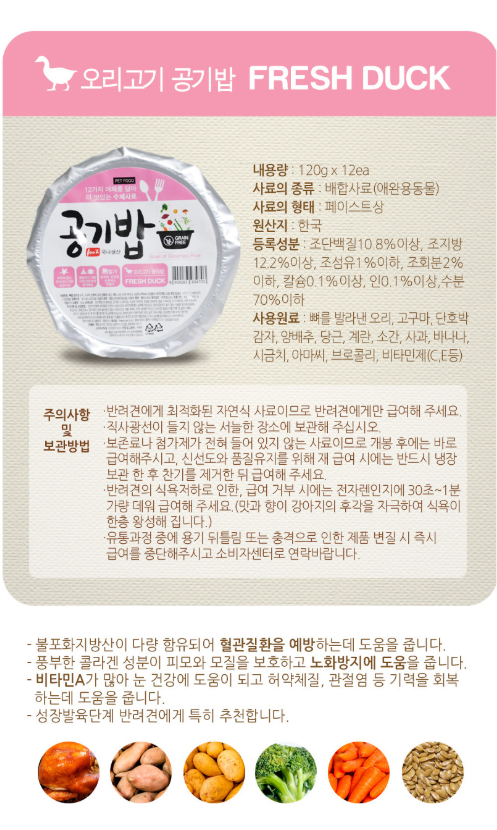 오리고기 공기밥 FRESH DUCK
PET FOOD
12가지 야채를 담아
더 맛있는 수제사료
공기밥
국내생산
GRAIN FREE
오리고기 공기밥
FRESH DUCK
내용량 : 120g x 12ea
사료의 종류 : 배합사료(애완용동물)
사료의 형태 : 페이스트상
원산지 : 한국
등록성분 : 조단백질10.8%이상, 조지방
12.2%이상, 조섬유1%이하, 조회분2%
이하, 칼슘0.1%이상, 인0.1%이상,수분
70%이하
사용원료 : 뼈를 발라낸 오리, 고구마, 단호박
감자, 양배추, 당근, 계란, 소간, 사과, 바나나,
시금치, 아마씨, 브로콜리, 비타민제(C,E등)
주의사항
및
보관방법
·반려견에게 최적화된 자연식 사료이므로 반려견에게만 급여해 주세요.
·직사광선이 들지 않는 서늘한 장소에 보관해 주십시오.
·보존료나 첨가제가 전혀 들어 있지 않는 사료이므로 개봉 후에는 바로
급여해주시고, 신선도와 품질유지를 위해 재 급여 시에는 반드시 냉장
보관 한 후 찬기를 제거한 뒤 급여해 주세요.
·반려견의 식욕저하로 인한, 급여 거부 시에는 전자렌인지에 30초~1분
가량 데워 급여해 주세요.(맛과 향이 강아지의 후각을 자극하여 식욕이
한층 왕성해 집니다.)
·유통과정 중에 용기 뒤틀림 또는 충격으로 인한 제품 변질 시 즉시
급여를 중단해주시고 소비자센터로 연락바랍니다.
- 불포화지방산이 다량 함유되어 혈관질환을 예방하는데 도움을 줍니다.
- 풍부한 콜라겐 성분이 피모와 모질을 보호하고 노화방지에 도움을 줍니다.
- 비타민A가 많아 눈 건강에 도움이 되고 허약체질, 관절염 등 기력을 회복
하는데 도움을 줍니다.
- 성장발육단계 반려견에게 특히 추천합니다.